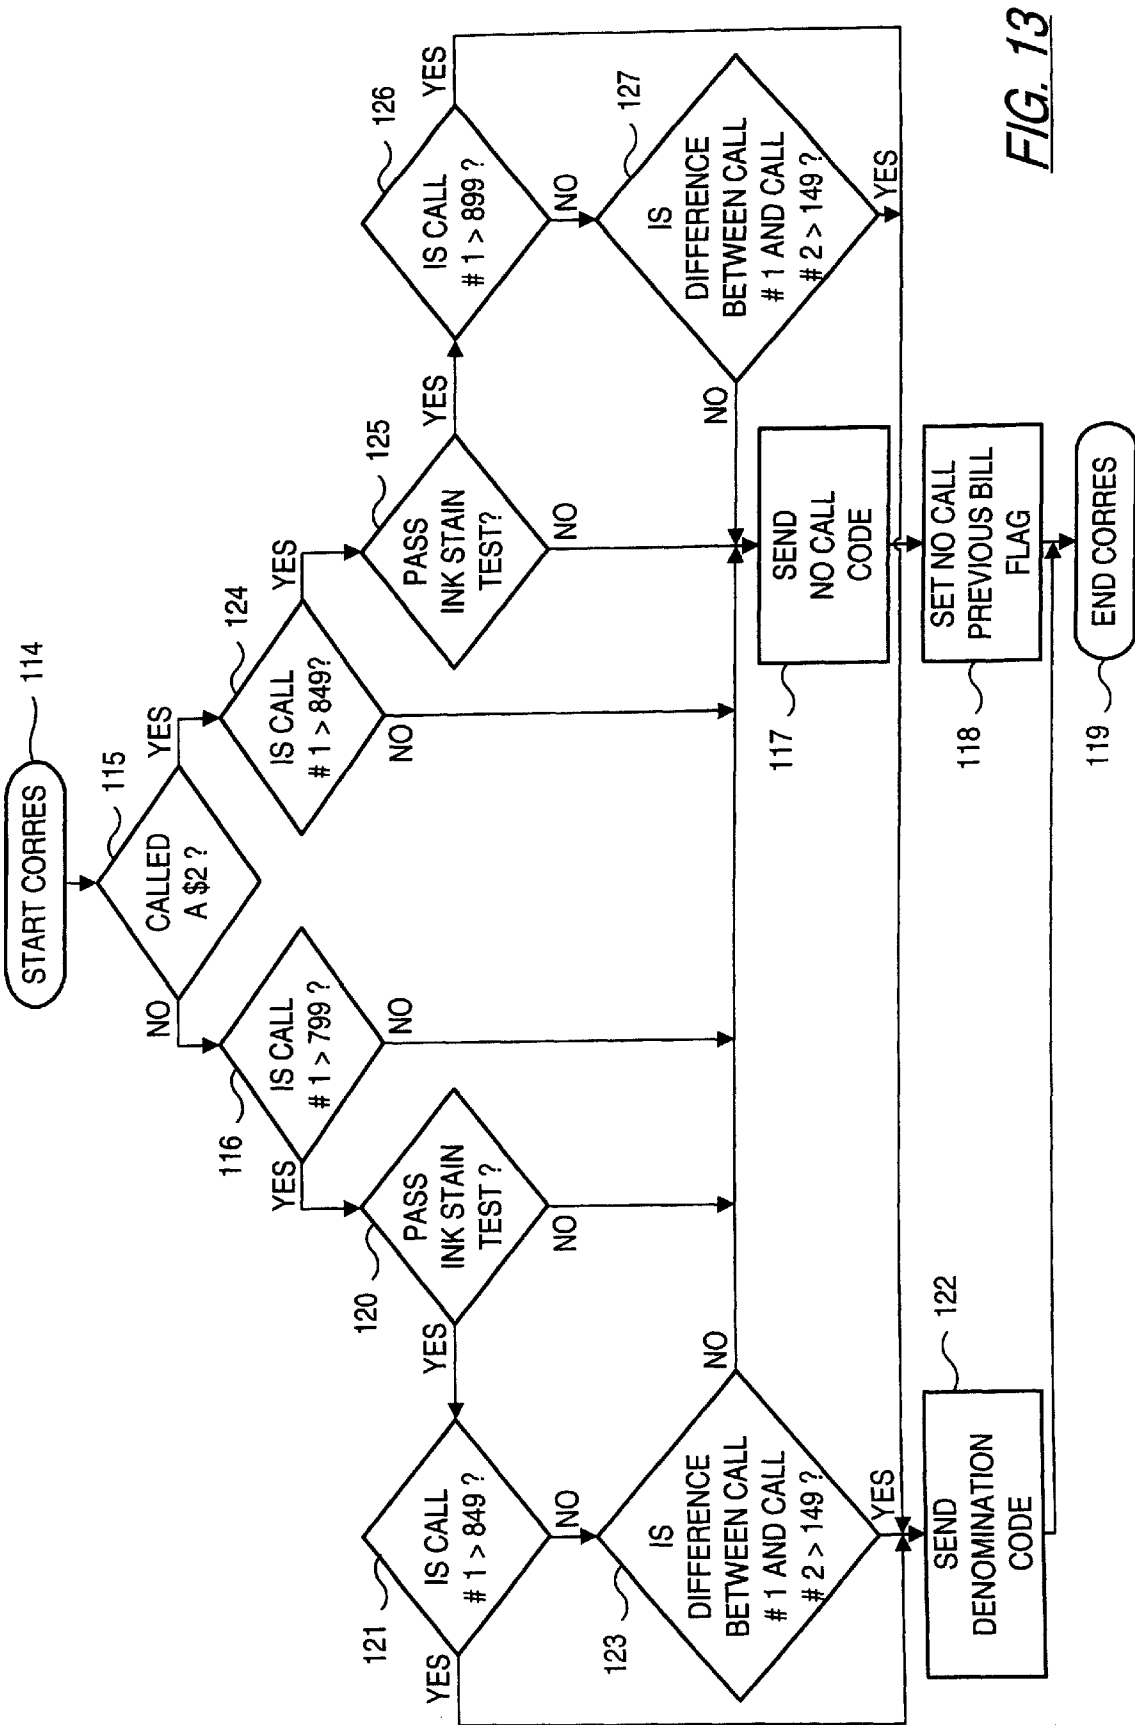 START CORRES
114
CALLED
A $2 ?
115
NO
YES
IS CALL
# 1 > 799 ?
116
YES
NO
IS CALL
# 1 > 849?
124
YES
NO
PASS
INK STAIN
TEST ?
120
YES
NO
PASS
INK STAIN
TEST?
125
YES
NO
IS CALL
# 1 > 849 ?
121
YES
NO
IS CALL
# 1 > 899 ?
126
YES
NO
IS
DIFFERENCE
BETWEEN CALL
# 1 AND CALL
# 2 > 149 ?
123
NO
YES
IS
DIFFERENCE
BETWEEN CALL
# 1 AND CALL
# 2 > 149 ?
127
NO
YES
SEND
NO CALL
CODE
117
SEND
DENOMINATION
CODE
122
SET NO CALL
PREVIOUS BILL
FLAG
118
END CORRES
119
FIG. 13